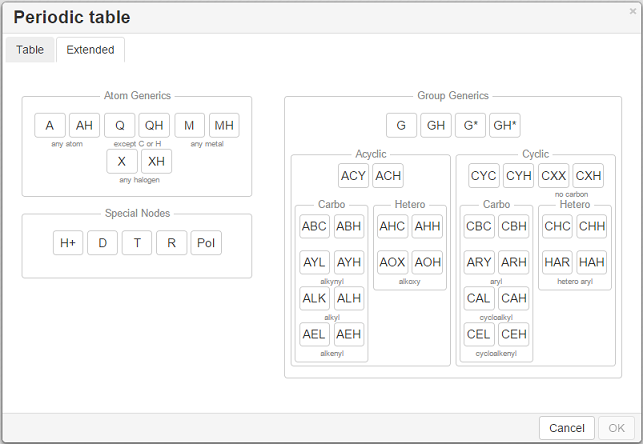 Periodic table
×
Table Extended
Atom Generics
A AH Q QH M MH
any atom except C or H any metal
X XH
any halogen
Special Nodes
H+ D T R Pol
Group Generics
G GH G* GH*
Acyclic
ACY ACH
Carbo
ABC ABH
AYL AYH
alkynyl
ALK ALH
alkyl
AEL AEH
alkenyl
Hetero
AHC AHH
AOX AOH
alkoxy
Cyclic
CYC CYH CXX CXH
no carbon
Carbo
CBC CBH
ARY ARH
aryl
CAL CAH
cycloalkyl
CEL CEH
cycloalkenyl
Hetero
CHC CHH
HAR HAH
hetero aryl
Cancel OK